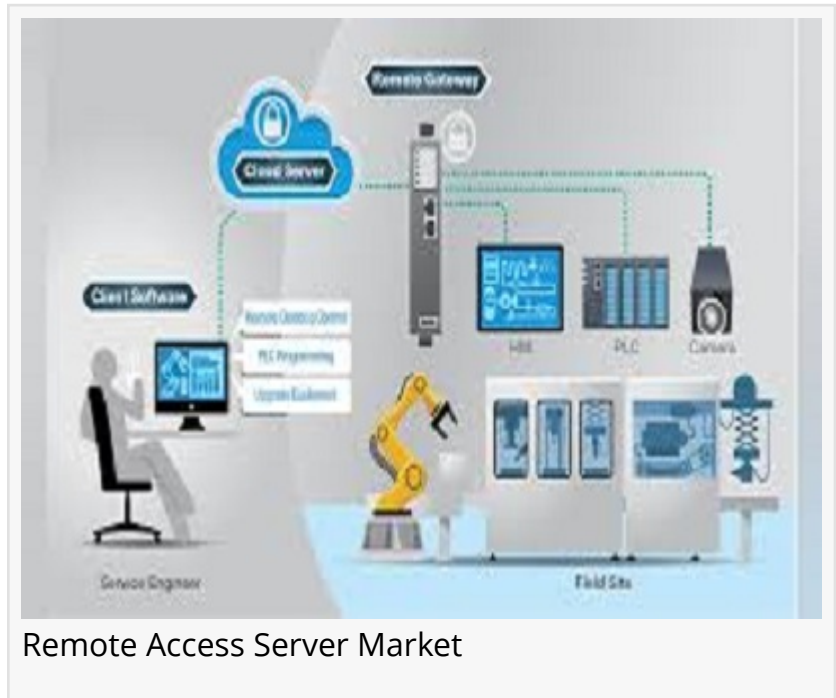 Remote Gateway
Cloud Server
Client Software
Remote Desktop Control
PLC Programming
Upgrade Equipment
HMI
PLC
Camera
Service Engineer
Field Site
Remote Access Server Market